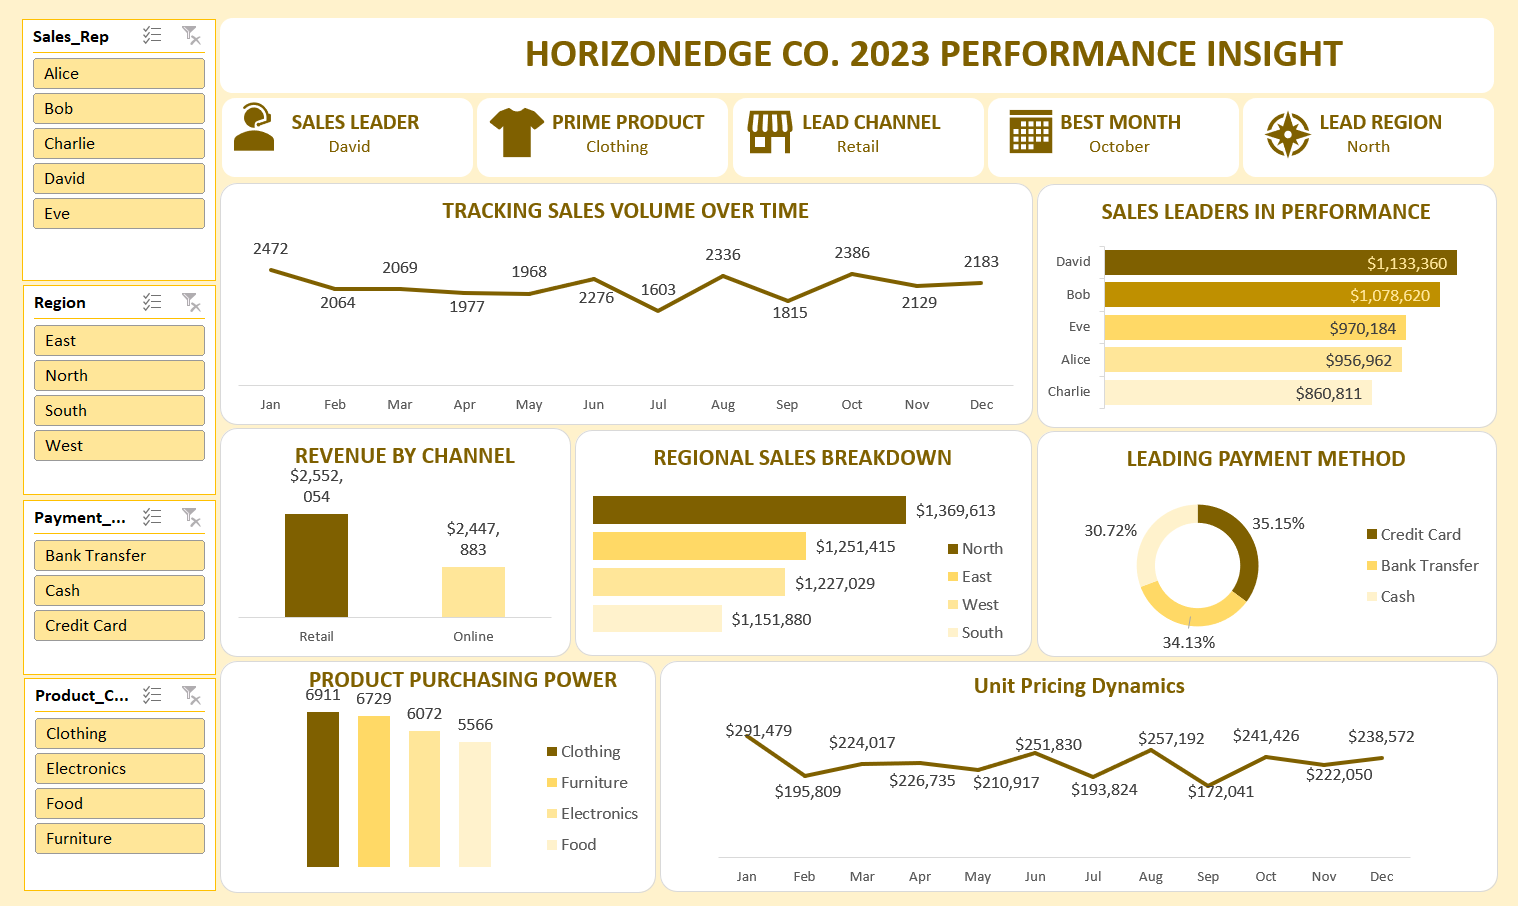 Sales_Rep
Alice
Bob
Charlie
David
Eve
Region
East
North
South
West
Payment_...
Bank Transfer
Cash
Credit Card
Product_C...
Clothing
Electronics
Food
Furniture
HORIZONEDGE CO. 2023 PERFORMANCE INSIGHT
SALES LEADER
David
PRIME PRODUCT
Clothing
LEAD CHANNEL
Retail
BEST MONTH
October
LEAD REGION
North
TRACKING SALES VOLUME OVER TIME
2472
2064
2069
1977
1968
2276
1603
2336
1815
2386
2129
2183
Jan Feb Mar Apr May Jun Jul Aug Sep Oct Nov Dec
SALES LEADERS IN PERFORMANCE
David $1,133,360
Bob $1,078,620
Eve $970,184
Alice $956,962
Charlie $860,811
REVENUE BY CHANNEL
$2,552,
054
$2,447,
883
Retail Online
REGIONAL SALES BREAKDOWN
$1,369,613
$1,251,415
$1,227,029
$1,151,880
North
East
West
South
LEADING PAYMENT METHOD
35.15%
34.13%
30.72%
Credit Card
Bank Transfer
Cash
PRODUCT PURCHASING POWER
6911
6729
6072
5566
Clothing
Furniture
Electronics
Food
Unit Pricing Dynamics
$291,479
$195,809
$224,017
$226,735
$210,917
$251,830
$193,824
$257,192
$172,041
$241,426
$222,050
$238,572
Jan Feb Mar Apr May Jun Jul Aug Sep Oct Nov Dec